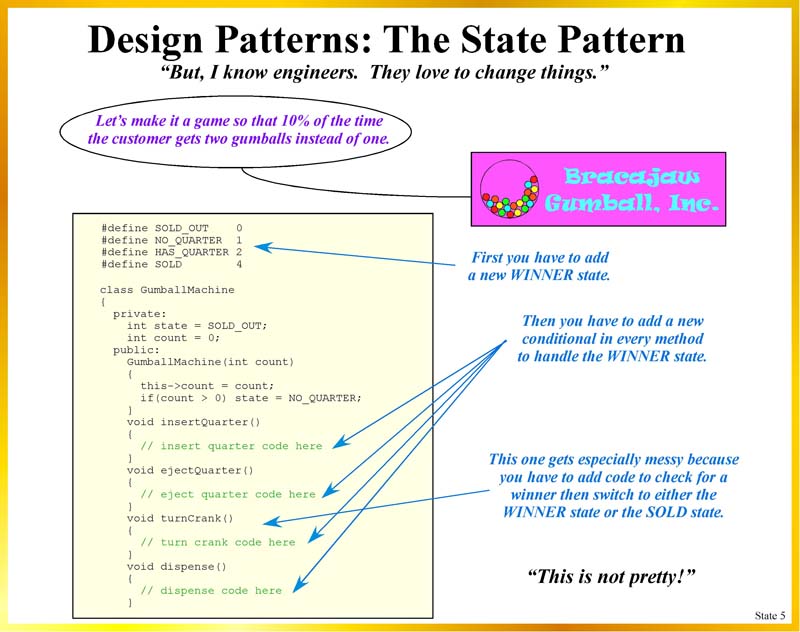 Design Patterns: The State Pattern
“But, I know engineers.  They love to change things.”
Let’s make it a game so that 10% of the time
the customer gets two gumballs instead of one.
Bracajaw
Gumball, Inc.
#define SOLD_OUT    0
#define NO_QUARTER  1
#define HAS_QUARTER 2
#define SOLD        4
class GumballMachine
{
  private:
    int state = SOLD_OUT;
    int count = 0;
  public:
    GumballMachine(int count)
    {
      this->count = count;
      if(count > 0) state = NO_QUARTER;
    }
    void insertQuarter()
    {
      // insert quarter code here
    }
    void ejectQuarter()
    {
      // eject quarter code here
    }
    void turnCrank()
    {
      // turn crank code here
    }
    void dispense()
    {
      // dispense code here
    }
First you have to add
a new WINNER state.
Then you have to add a new
conditional in every method
to handle the WINNER state.
This one gets especially messy because
you have to add code to check for a
winner then switch to either the
WINNER state or the SOLD state.
“This is not pretty!”
State 5